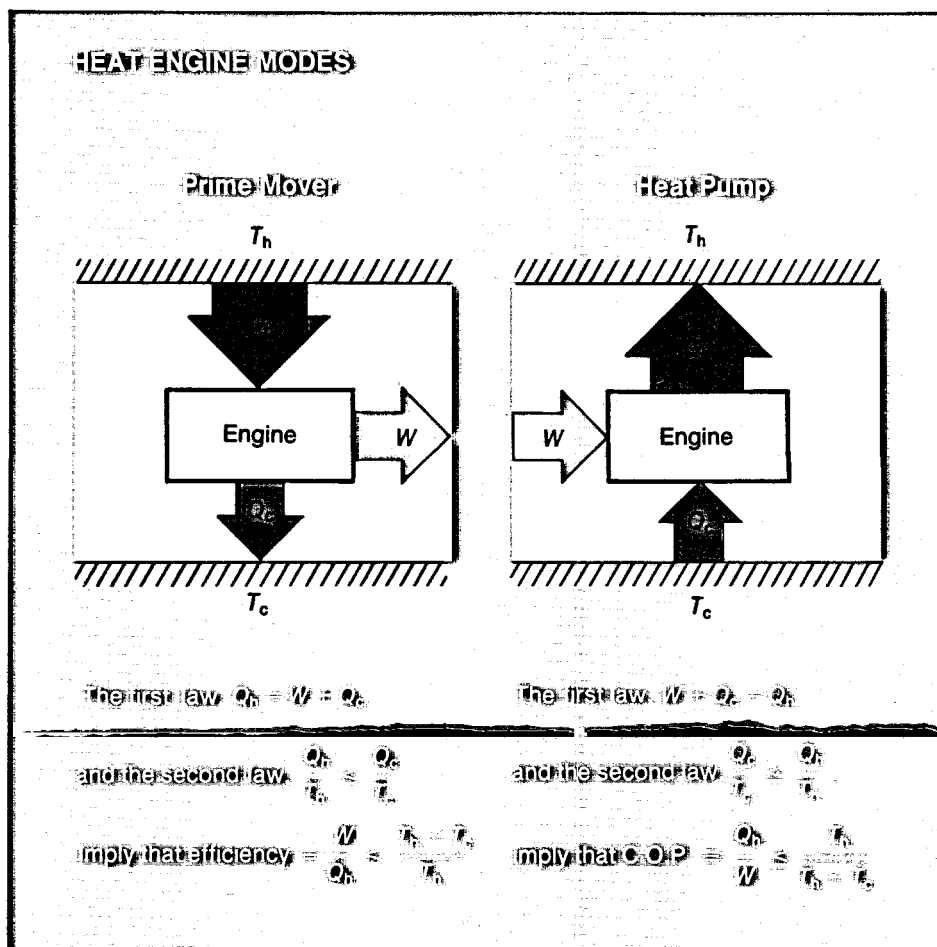 HEAT ENGINE MODES
Prime Mover
T_h
Engine
W
Q_c
T_c
The first law Q_h = W + Q_c
and the second law Q_h/T_h ≤ Q_c/T_c
imply that efficiency = W/Q_h ≤ (T_h − T_c)/T_h
Heat Pump
T_h
W
Engine
Q_c
T_c
The first law W + Q_c = Q_h
and the second law Q_c/T_c ≤ Q_h/T_h
imply that C.O.P. = Q_h/W ≤ T_h/(T_h − T_c)